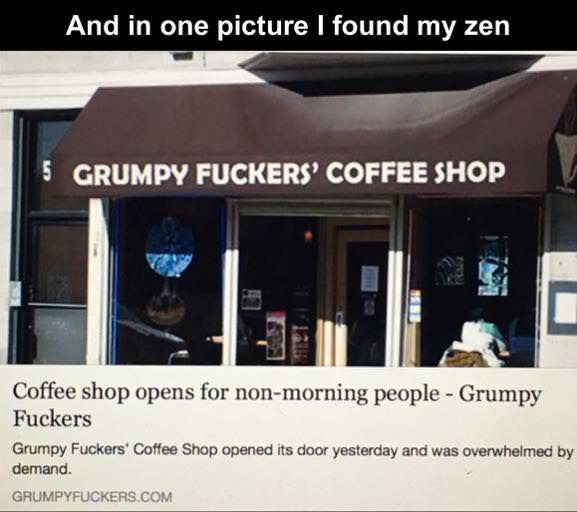 And in one picture I found my zen
5 GRUMPY FUCKERS' COFFEE SHOP
Coffee shop opens for non-morning people - Grumpy
Fuckers
Grumpy Fuckers' Coffee Shop opened its door yesterday and was overwhelmed by
demand.
GRUMPYFUCKERS.COM